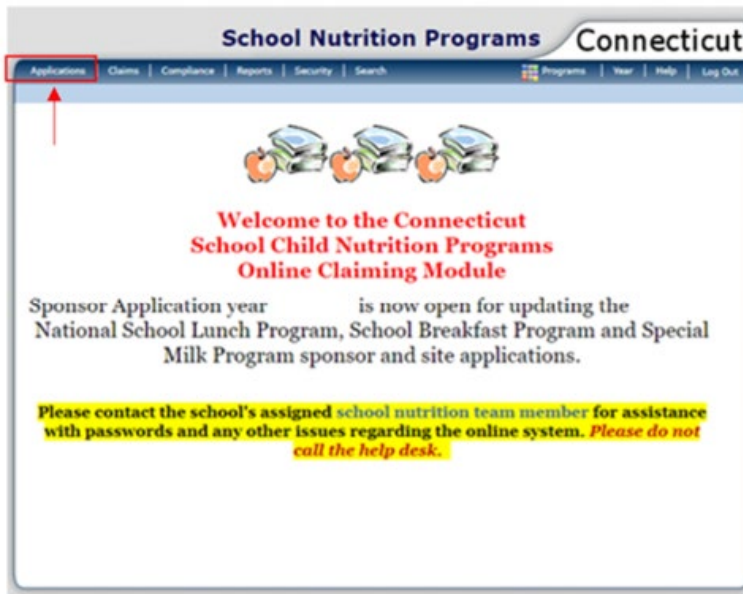 School Nutrition Programs
Connecticut
Applications | Claims | Compliance | Reports | Security | Search
Programs | Year | Help | Log Out
Welcome to the Connecticut
School Child Nutrition Programs
Online Claiming Module
Sponsor Application year is now open for updating the
National School Lunch Program, School Breakfast Program and Special
Milk Program sponsor and site applications.
Please contact the school's assigned school nutrition team member for assistance
with passwords and any other issues regarding the online system. Please do not
call the help desk.